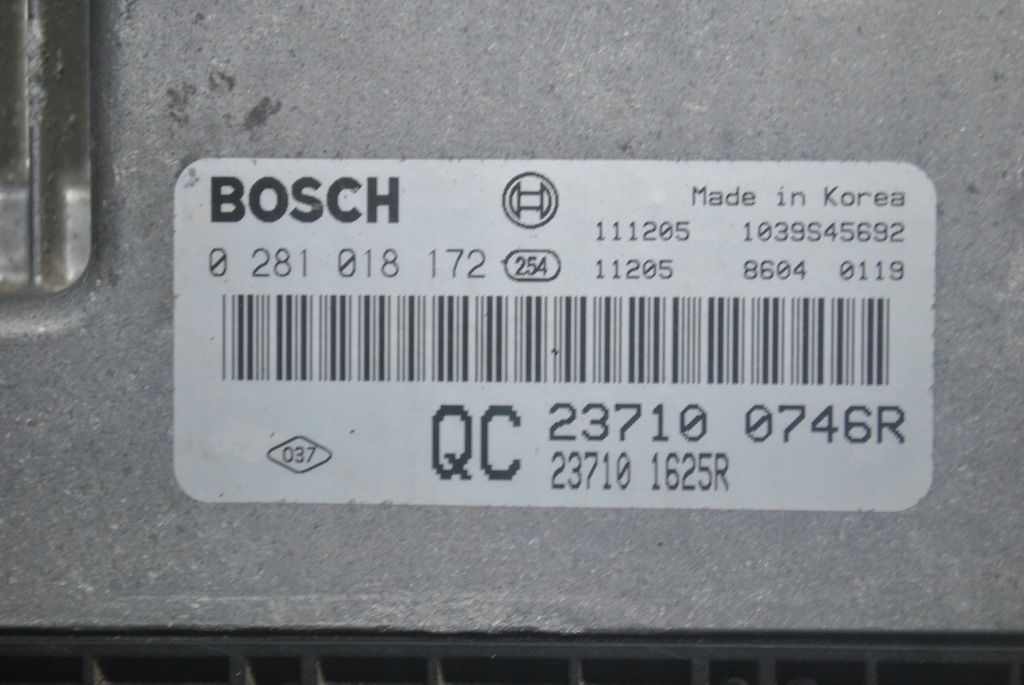 BOSCH
Made in Korea
111205 1039S45692
0 281 018 172 254 11205 8604 0119
QC 23710 0746R
037 23710 1625R